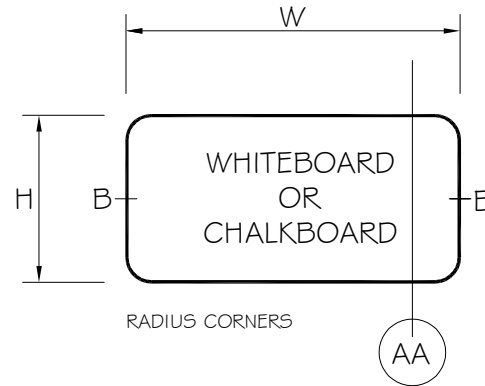 W
WHITEBOARD
H B OR
CHALKBOARD
RADIUS CORNERS
AA